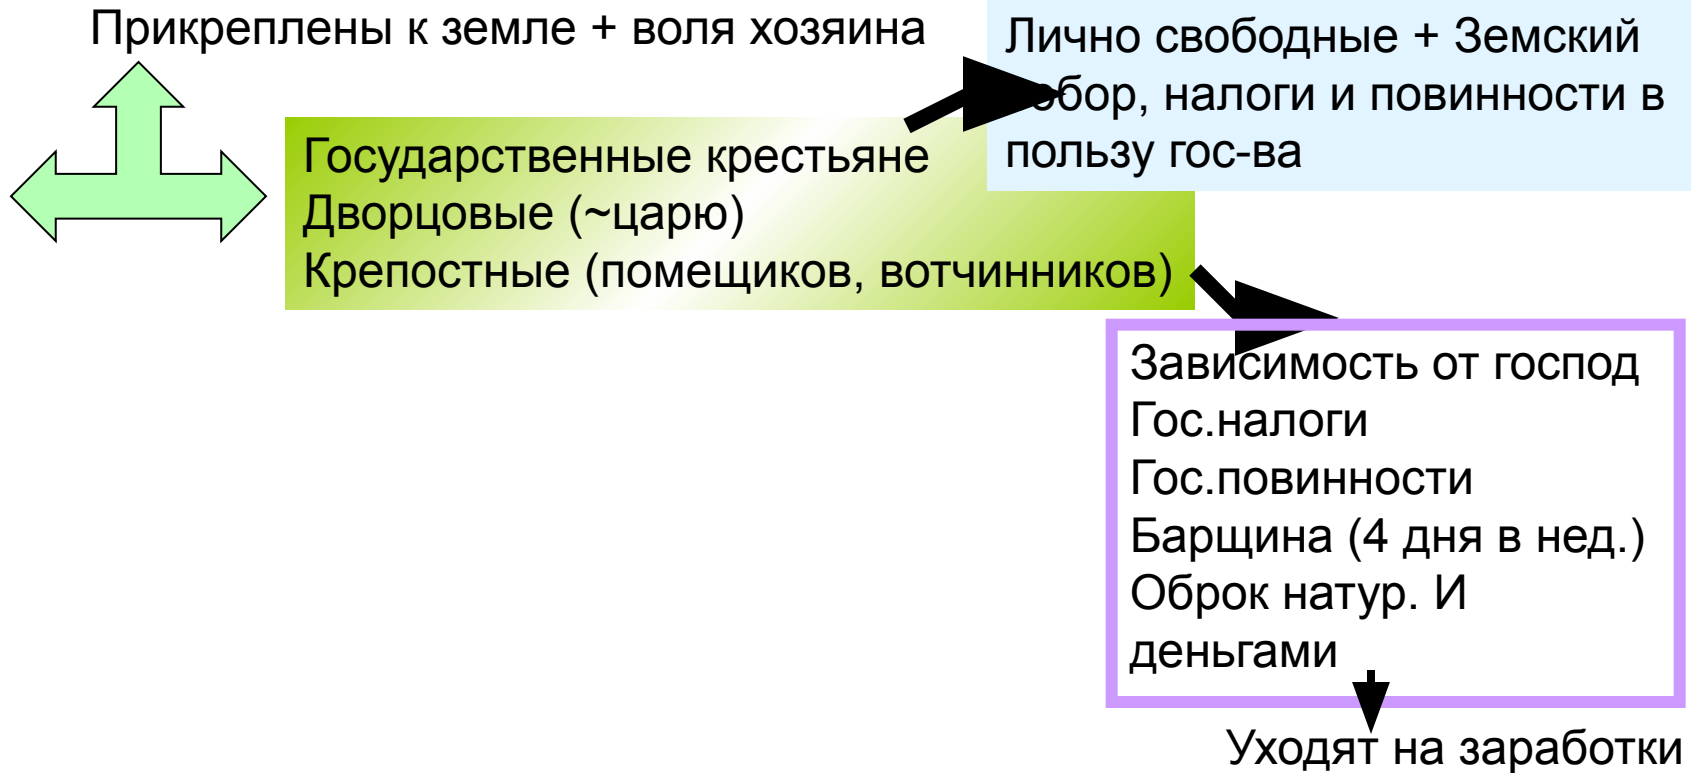 Прикреплены к земле + воля хозяина
Лично свободные + Земский
обор, налоги и повинности в
пользу гос-ва
Государственные крестьяне
Дворцовые (~царю)
Крепостные (помещиков, вотчинников)
Зависимость от господ
Гос.налоги
Гос.повинности
Барщина (4 дня в нед.)
Оброк натур. И
деньгами
Уходят на заработки